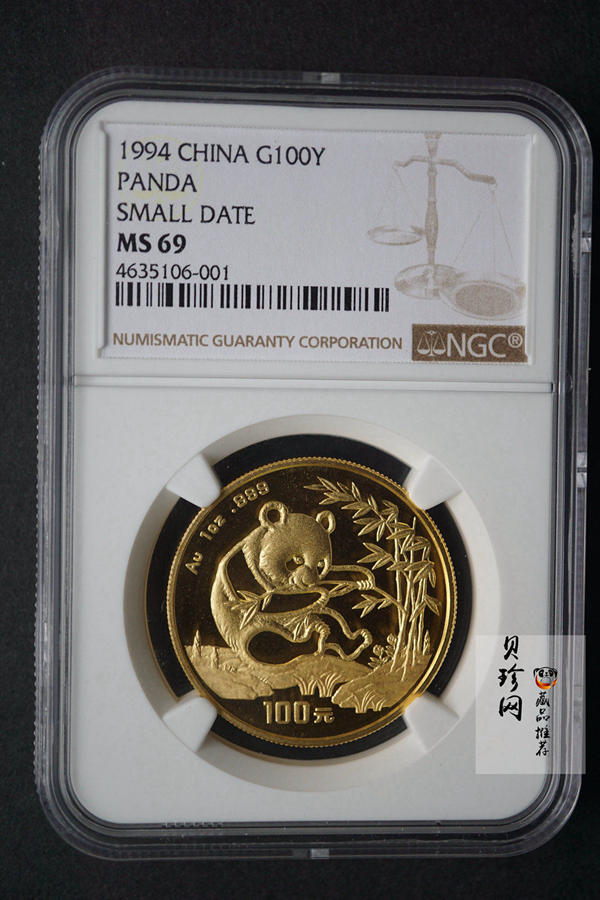 1994 CHINA G100Y
PANDA
SMALL DATE
MS 69
4635106-001
NUMISMATIC GUARANTY CORPORATION
NGC®
Au 1oz .999
100元
贝珍网
藏品推荐